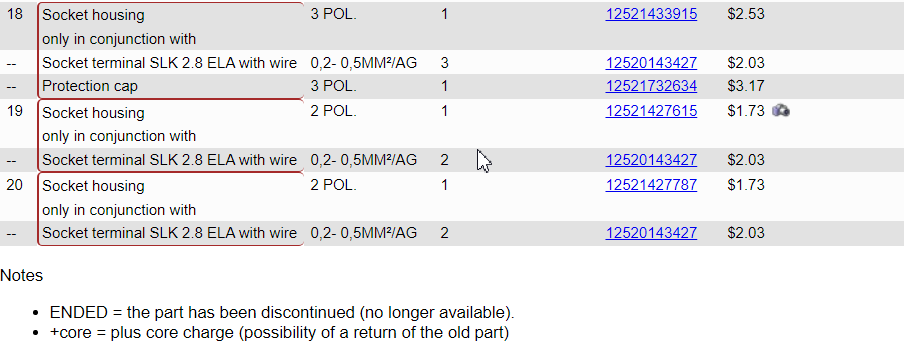 18 Socket housing 3 POL. 1 12521433915 $2.53
only in conjunction with
-- Socket terminal SLK 2.8 ELA with wire 0,2- 0,5MM²/AG 3 12520143427 $2.03
-- Protection cap 3 POL. 1 12521732634 $3.17
19 Socket housing 2 POL. 1 12521427615 $1.73
only in conjunction with
-- Socket terminal SLK 2.8 ELA with wire 0,2- 0,5MM²/AG 2 12520143427 $2.03
20 Socket housing 2 POL. 1 12521427787 $1.73
only in conjunction with
-- Socket terminal SLK 2.8 ELA with wire 0,2- 0,5MM²/AG 2 12520143427 $2.03
Notes
• ENDED = the part has been discontinued (no longer available).
• +core = plus core charge (possibility of a return of the old part)